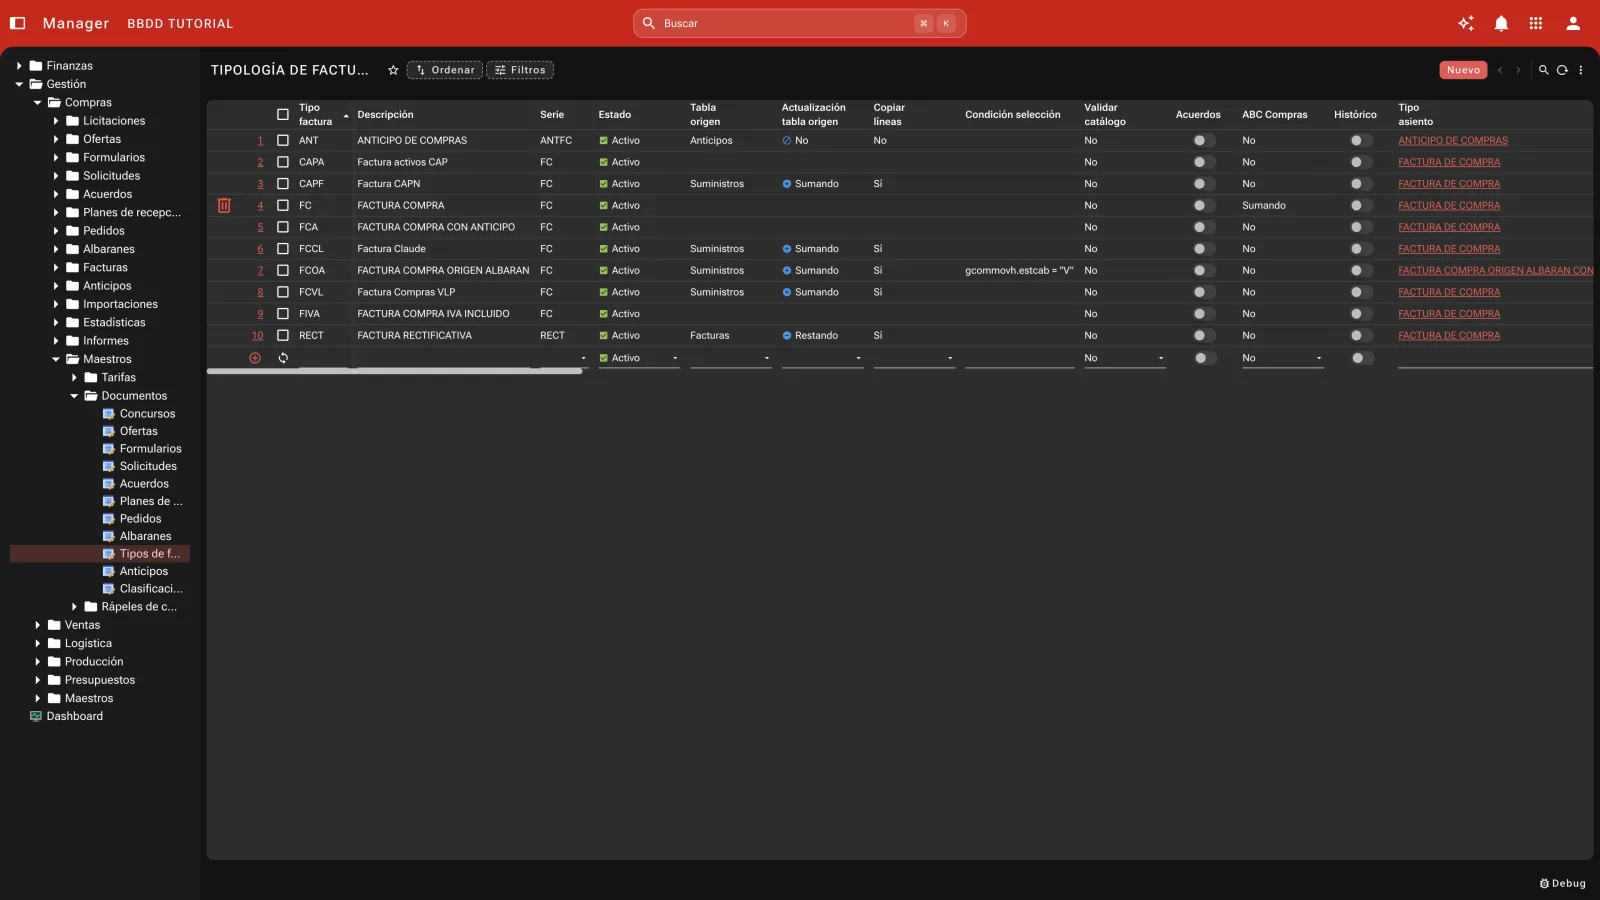 Manager BBDD TUTORIAL Buscar ⌘ K
Finanzas
Gestión
Compras
Licitaciones
Ofertas
Formularios
Solicitudes
Acuerdos
Planes de recepc...
Pedidos
Albaranes
Facturas
Anticipos
Importaciones
Estadísticas
Informes
Maestros
Tarifas
Documentos
Concursos
Ofertas
Formularios
Solicitudes
Acuerdos
Planes de ...
Pedidos
Albaranes
Tipos de f...
Anticipos
Clasificaci...
Rápeles de c...
Ventas
Logística
Producción
Presupuestos
Maestros
Dashboard
TIPOLOGÍA DE FACTU... Ordenar Filtros Nuevo
Tipo factura Descripción Serie Estado Tabla origen Actualización tabla origen Copiar líneas Condición selección Validar catálogo Acuerdos ABC Compras Histórico Tipo asiento
1 ANT ANTICIPO DE COMPRAS ANTFC Activo Anticipos No No No No ANTICIPO DE COMPRAS
2 CAPA Factura activos CAP FC Activo No No FACTURA DE COMPRA
3 CAPF Factura CAPN FC Activo Suministros Sumando Sí No No FACTURA DE COMPRA
4 FC FACTURA COMPRA FC Activo No Sumando FACTURA DE COMPRA
5 FCA FACTURA COMPRA CON ANTICIPO FC Activo No No FACTURA DE COMPRA
6 FCCL Factura Claude FC Activo Suministros Sumando Sí No No FACTURA DE COMPRA
7 FCOA FACTURA COMPRA ORIGEN ALBARAN FC Activo Suministros Sumando Sí gcommovh.estcab = "V" No No FACTURA COMPRA ORIGEN ALBARAN CON
8 FCVL Factura Compras VLP FC Activo Suministros Sumando Sí No No FACTURA DE COMPRA
9 FIVA FACTURA COMPRA IVA INCLUIDO FC Activo No No FACTURA DE COMPRA
10 RECT FACTURA RECTIFICATIVA RECT Activo Facturas Restando Sí No No FACTURA DE COMPRA
Activo No No
Debug